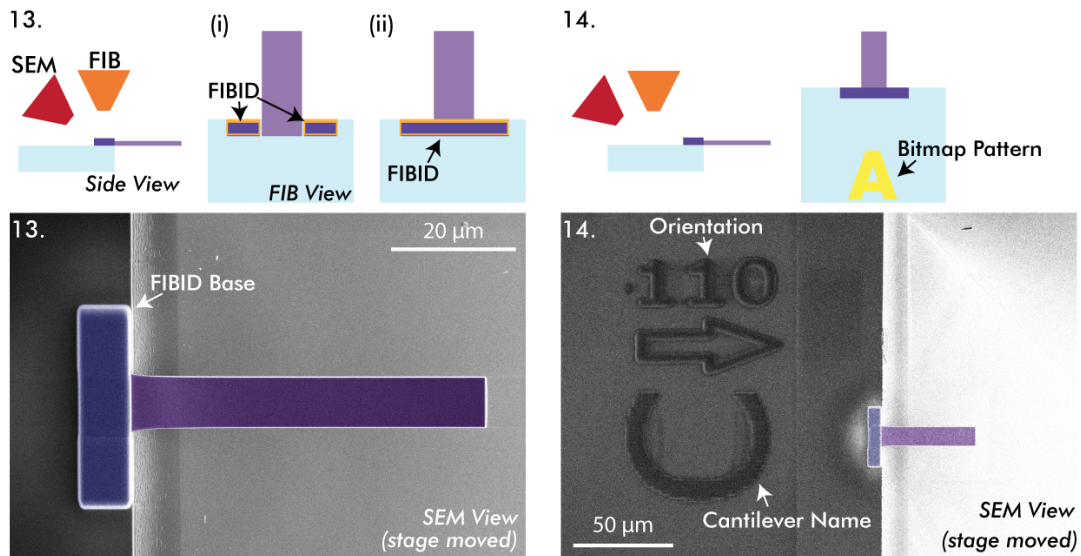 13.
SEM
FIB
Side View
(i)
(ii)
FIBID
FIBID
FIB View
14.
A
Bitmap Pattern
13.
20 µm
FIBID Base
SEM View
(stage moved)
14.
Orientation
110
C
Cantilever Name
50 µm
SEM View
(stage moved)